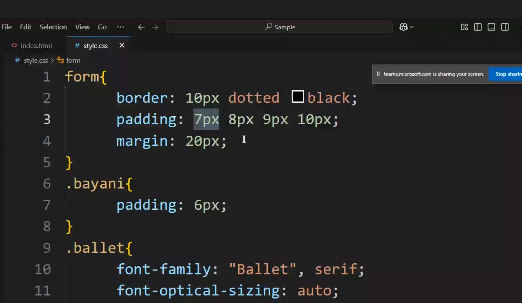 File Edit Selection View Go ··· Sample
index.html # style.css ×
# style.css > form
teams.microsoft.com is sharing your screen. Stop sharin
1 form{
2 border: 10px dotted black;
3 padding: 7px 8px 9px 10px;
4 margin: 20px;
5 }
6 .bayani{
7 padding: 6px;
8 }
9 .ballet{
10 font-family: "Ballet", serif;
11 font-optical-sizing: auto;